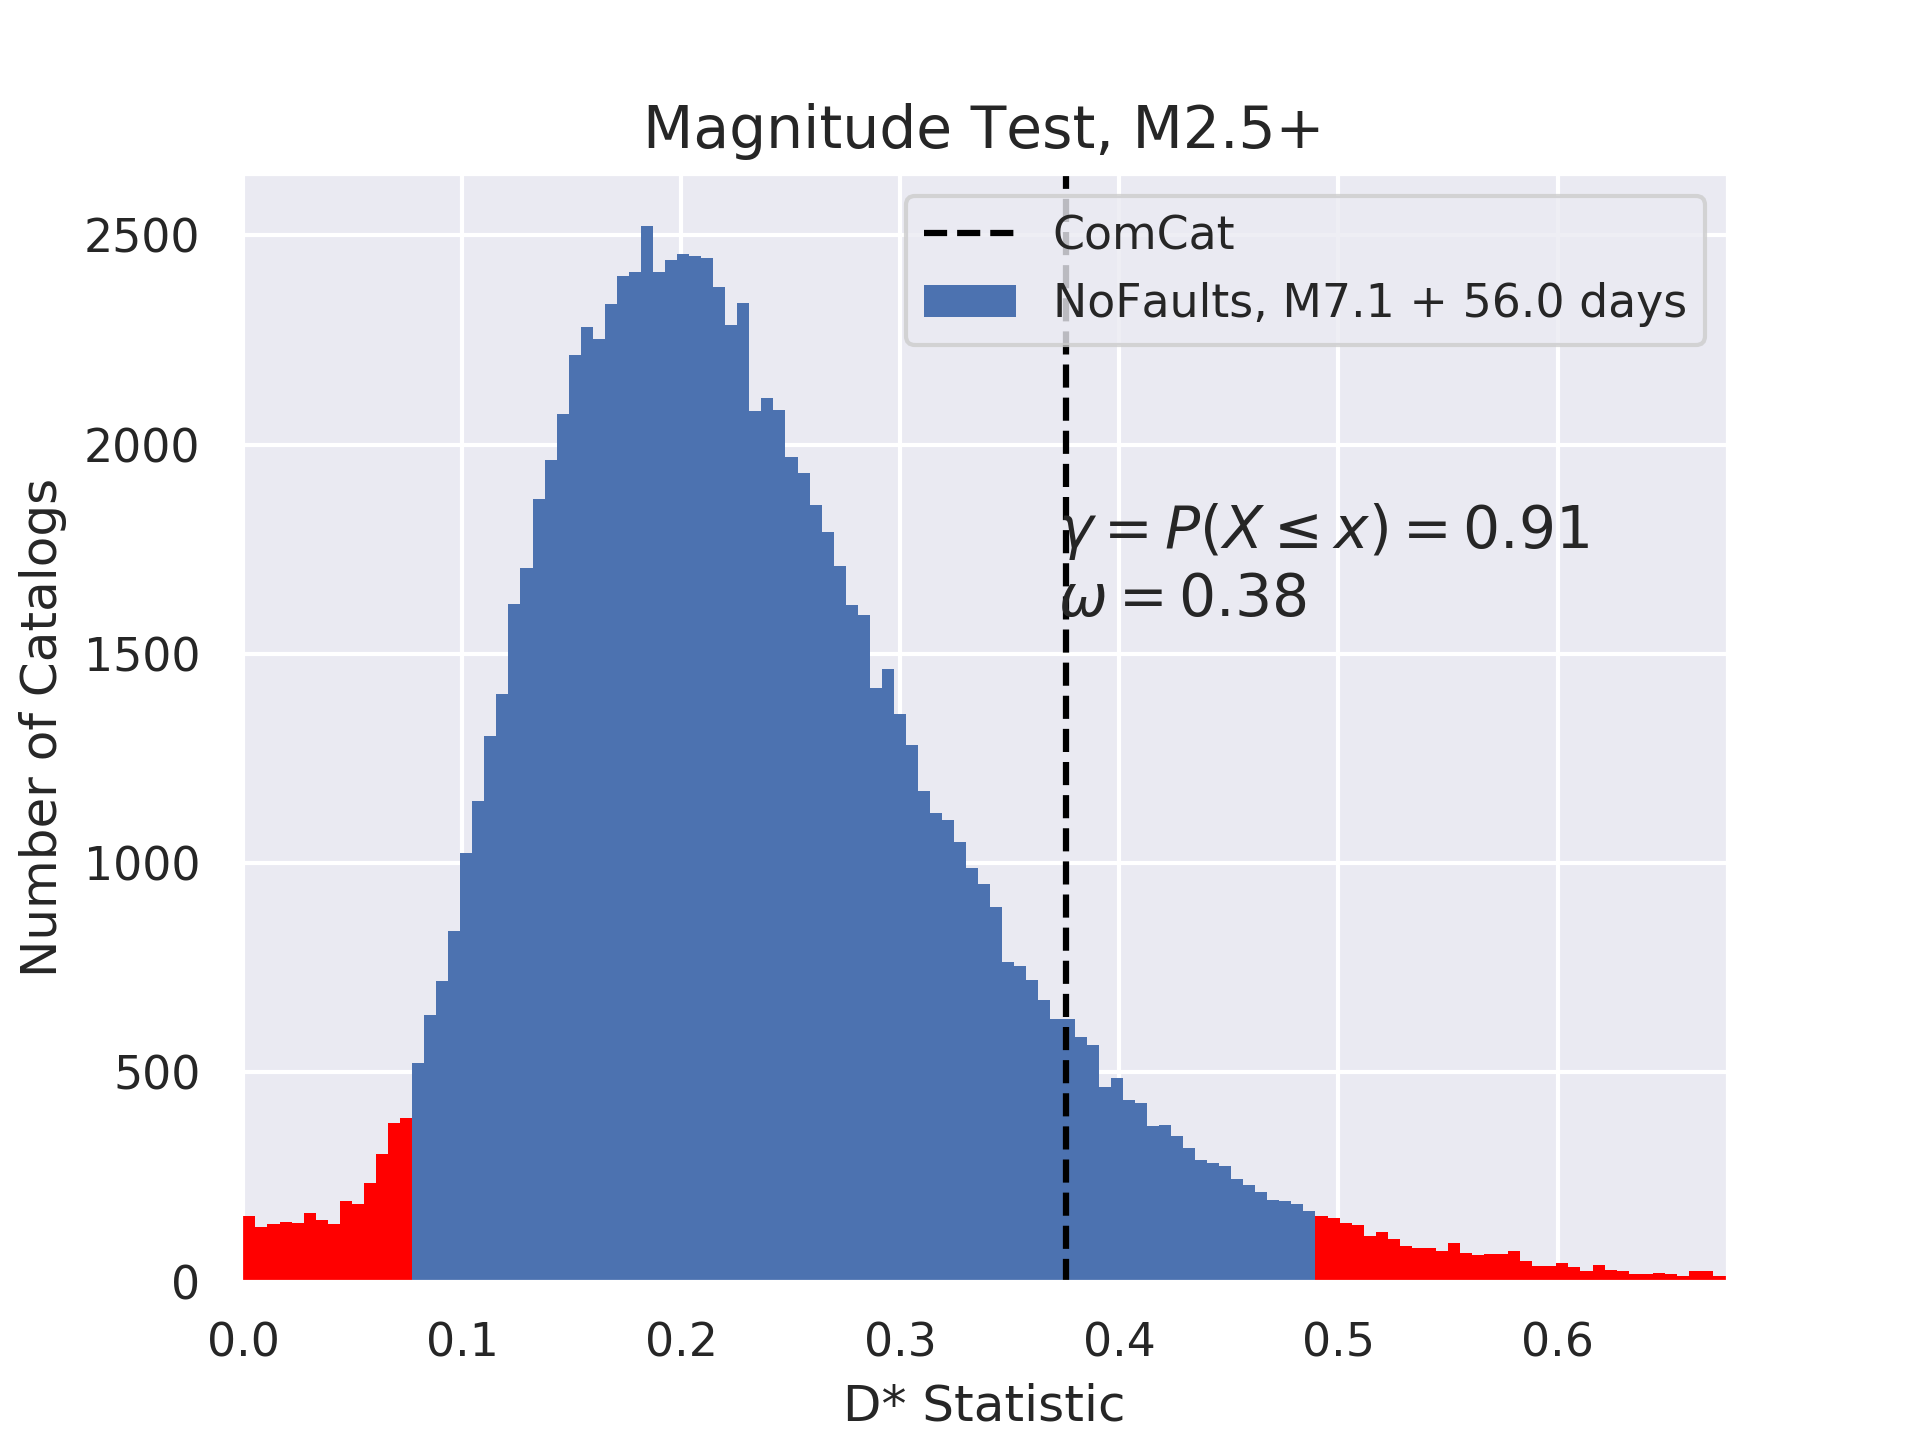 Magnitude Test, M2.5+
ComCat
NoFaults, M7.1 + 56.0 days
γ = P(X ≤ x) = 0.91
ω = 0.38
Number of Catalogs
2500
2000
1500
1000
500
0
0.0 0.1 0.2 0.3 0.4 0.5 0.6
D* Statistic